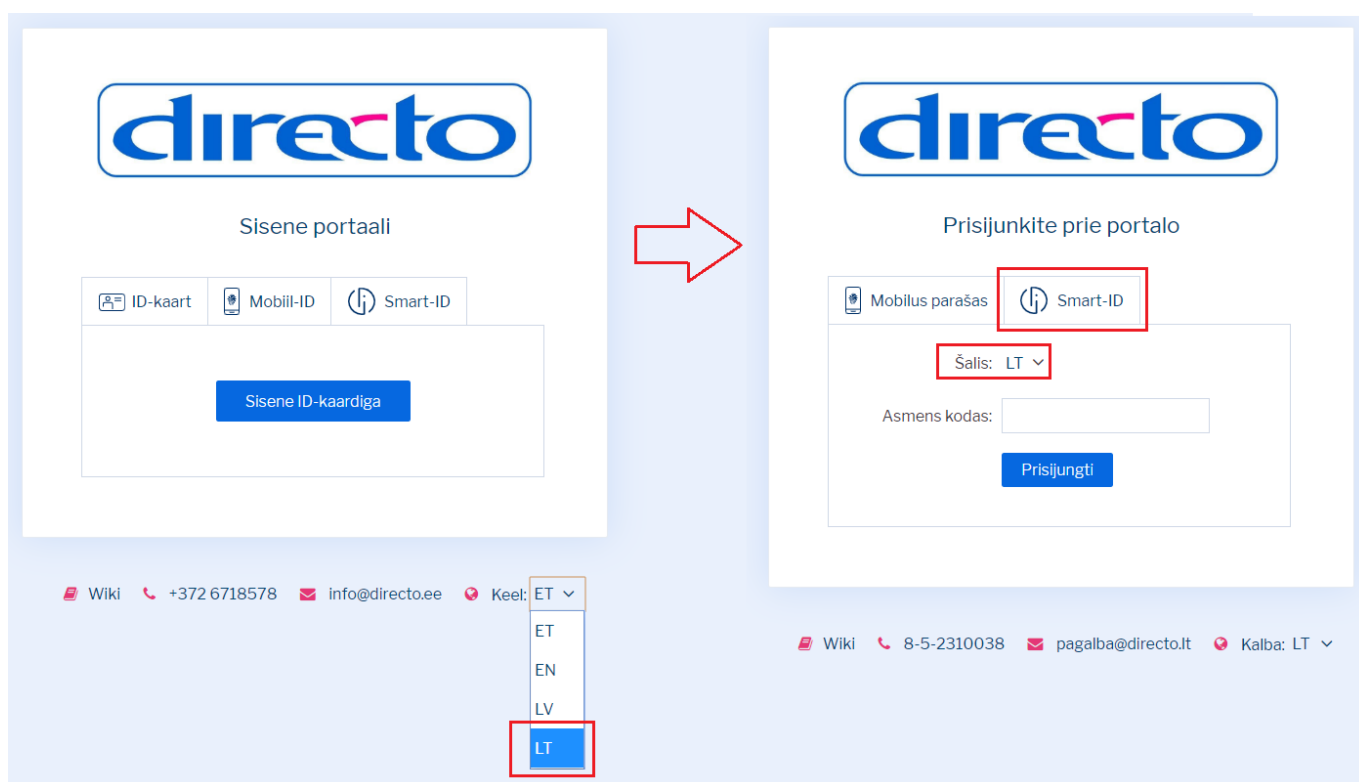 directo
Sisene portaali
ID-kaart Mobiil-ID Smart-ID
Sisene ID-kaardiga
Wiki +372 6718578 info@directo.ee Keel: ET
ET
EN
LV
LT
directo
Prisijunkite prie portalo
Mobilus parašas Smart-ID
Šalis: LT
Asmens kodas:
Prisijungti
Wiki 8-5-2310038 pagalba@directo.lt Kalba: LT